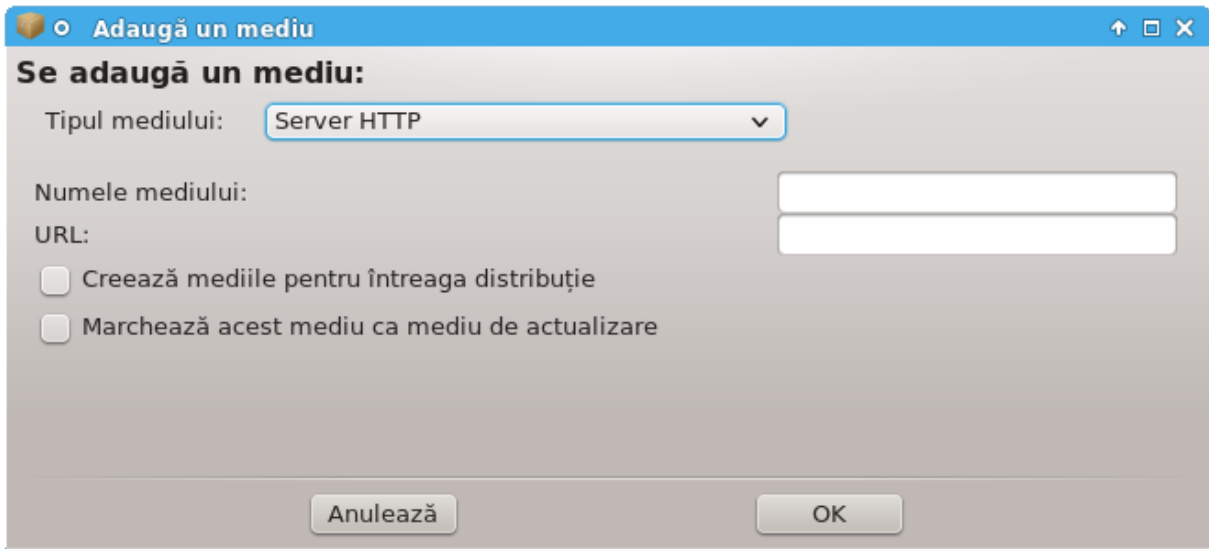 Adaugă un mediu
Se adaugă un mediu:
Tipul mediului: Server HTTP
Numele mediului:
URL:
Creează mediile pentru întreaga distribuție
Marchează acest mediu ca mediu de actualizare
Anulează OK